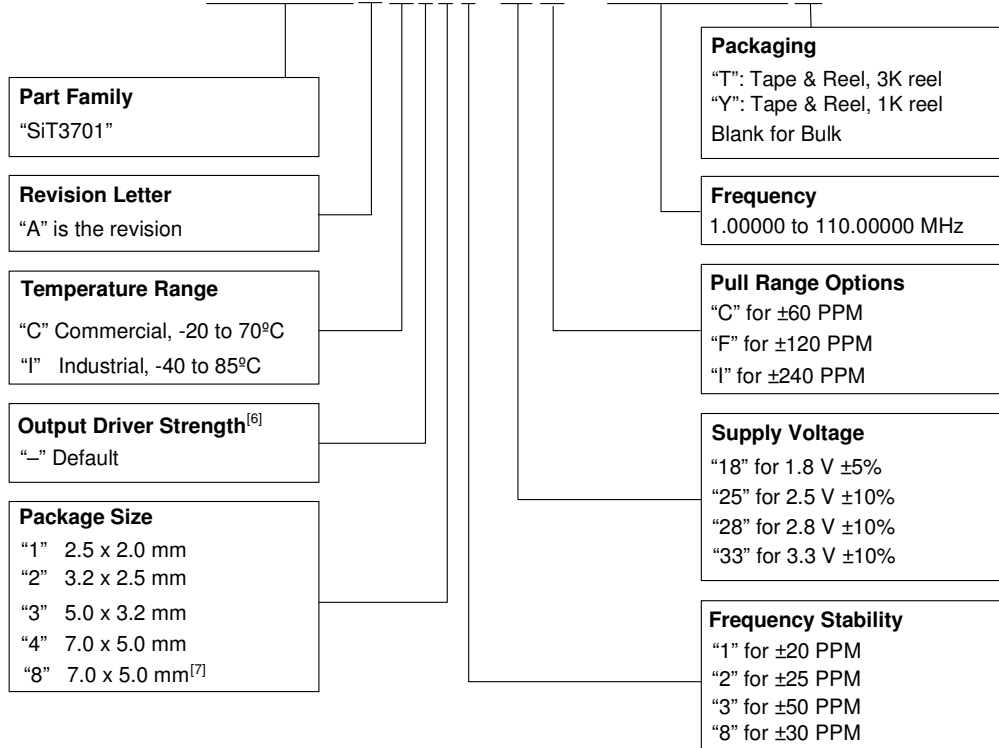 Part Family
“SiT3701”
Revision Letter
“A” is the revision
Temperature Range
“C” Commercial, -20 to 70ºC
“I” Industrial, -40 to 85ºC
Output Driver Strength[6]
“–” Default
Package Size
“1” 2.5 x 2.0 mm
“2” 3.2 x 2.5 mm
“3” 5.0 x 3.2 mm
“4” 7.0 x 5.0 mm
“8” 7.0 x 5.0 mm[7]
Packaging
“T”: Tape & Reel, 3K reel
“Y”: Tape & Reel, 1K reel
Blank for Bulk
Frequency
1.00000 to 110.00000 MHz
Pull Range Options
“C” for ±60 PPM
“F” for ±120 PPM
“I” for ±240 PPM
Supply Voltage
“18” for 1.8 V ±5%
“25” for 2.5 V ±10%
“28” for 2.8 V ±10%
“33” for 3.3 V ±10%
Frequency Stability
“1” for ±20 PPM
“2” for ±25 PPM
“3” for ±50 PPM
“8” for ±30 PPM